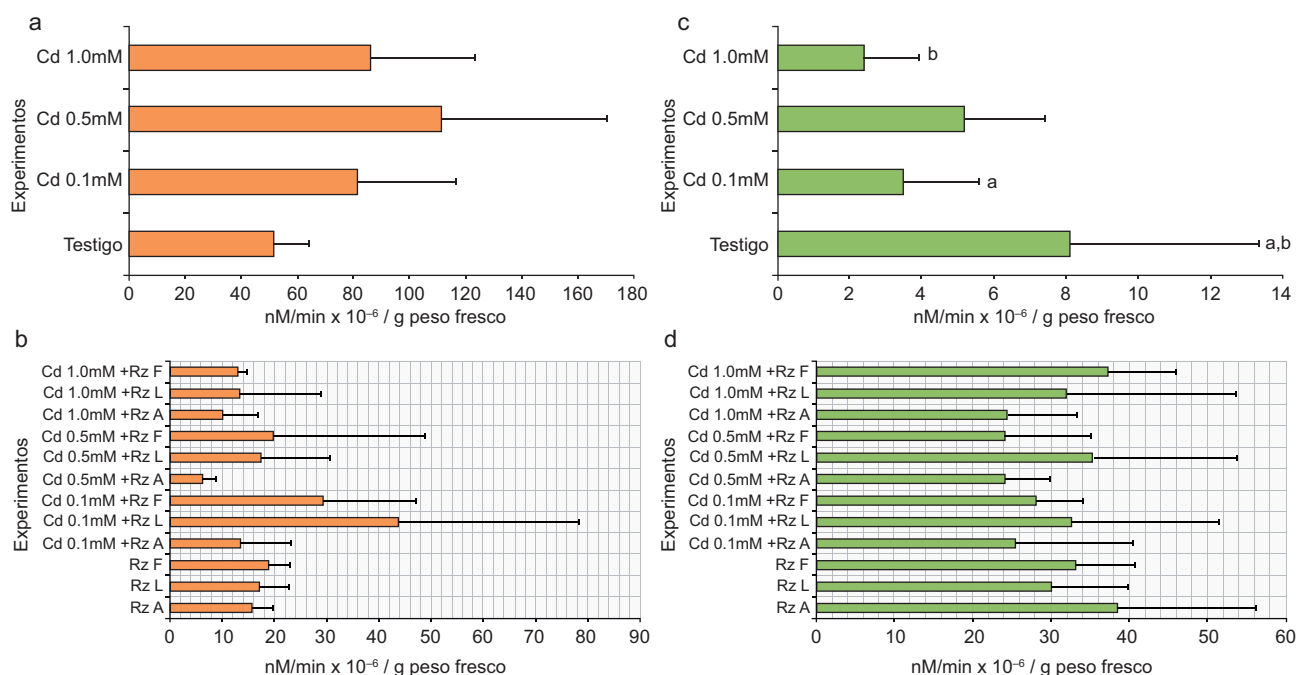 a
Experimentos
Cd 1.0mM
Cd 0.5mM
Cd 0.1mM
Testigo
0 20 40 60 80 100 120 140 160 180
nM/min x 10⁻⁶ / g peso fresco
c
Experimentos
Cd 1.0mM
b
Cd 0.5mM
Cd 0.1mM
a
Testigo
a,b
0 2 4 6 8 10 12 14
nM/min x 10⁻⁶ / g peso fresco
b
Experimentos
Cd 1.0mM +Rz F
Cd 1.0mM +Rz L
Cd 1.0mM +Rz A
Cd 0.5mM +Rz F
Cd 0.5mM +Rz L
Cd 0.5mM +Rz A
Cd 0.1mM +Rz F
Cd 0.1mM +Rz L
Cd 0.1mM +Rz A
Rz F
Rz L
Rz A
0 10 20 30 40 50 60 70 80 90
nM/min x 10⁻⁶ / g peso fresco
d
Experimentos
Cd 1.0mM +Rz F
Cd 1.0mM +Rz L
Cd 1.0mM +Rz A
Cd 0.5mM +Rz F
Cd 0.5mM +Rz L
Cd 0.5mM +Rz A
Cd 0.1mM +Rz F
Cd 0.1mM +Rz L
Cd 0.1mM +Rz A
Rz F
Rz L
Rz A
0 10 20 30 40 50 60
nM/min x 10⁻⁶ / g peso fresco